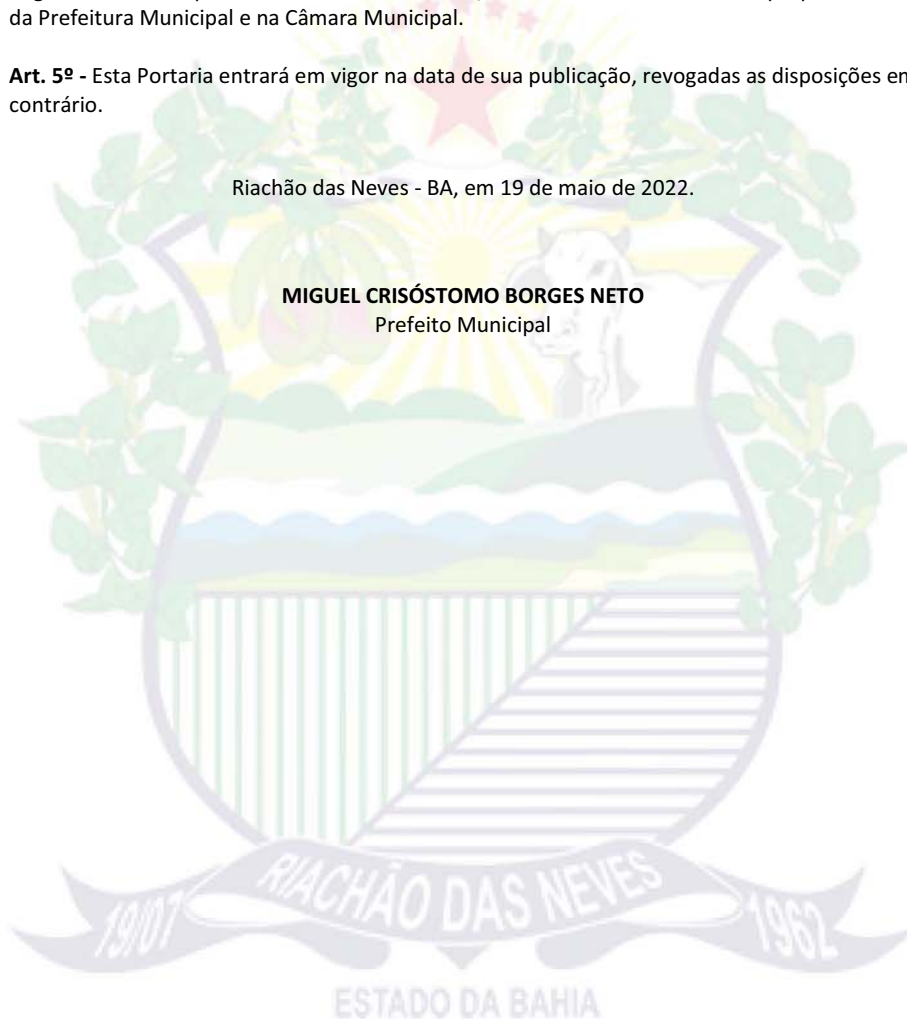 da Prefeitura Municipal e na Câmara Municipal.
Art. 5º - Esta Portaria entrará em vigor na data de sua publicação, revogadas as disposições em
contrário.
Riachão das Neves - BA, em 19 de maio de 2022.
MIGUEL CRISÓSTOMO BORGES NETO
Prefeito Municipal
RIACHÃO DAS NEVES
19/07
1962
ESTADO DA BAHIA